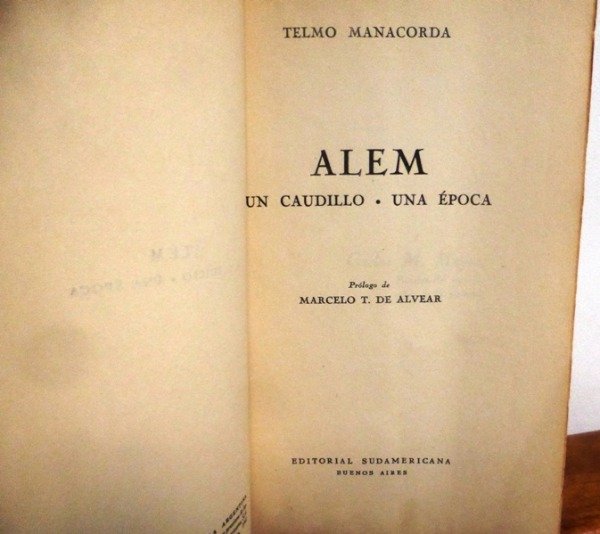 TELMO MANACORDA
ALEM
UN CAUDILLO • UNA ÉPOCA
Prólogo de
MARCELO T. DE ALVEAR
EDITORIAL SUDAMERICANA
BUENOS AIRES